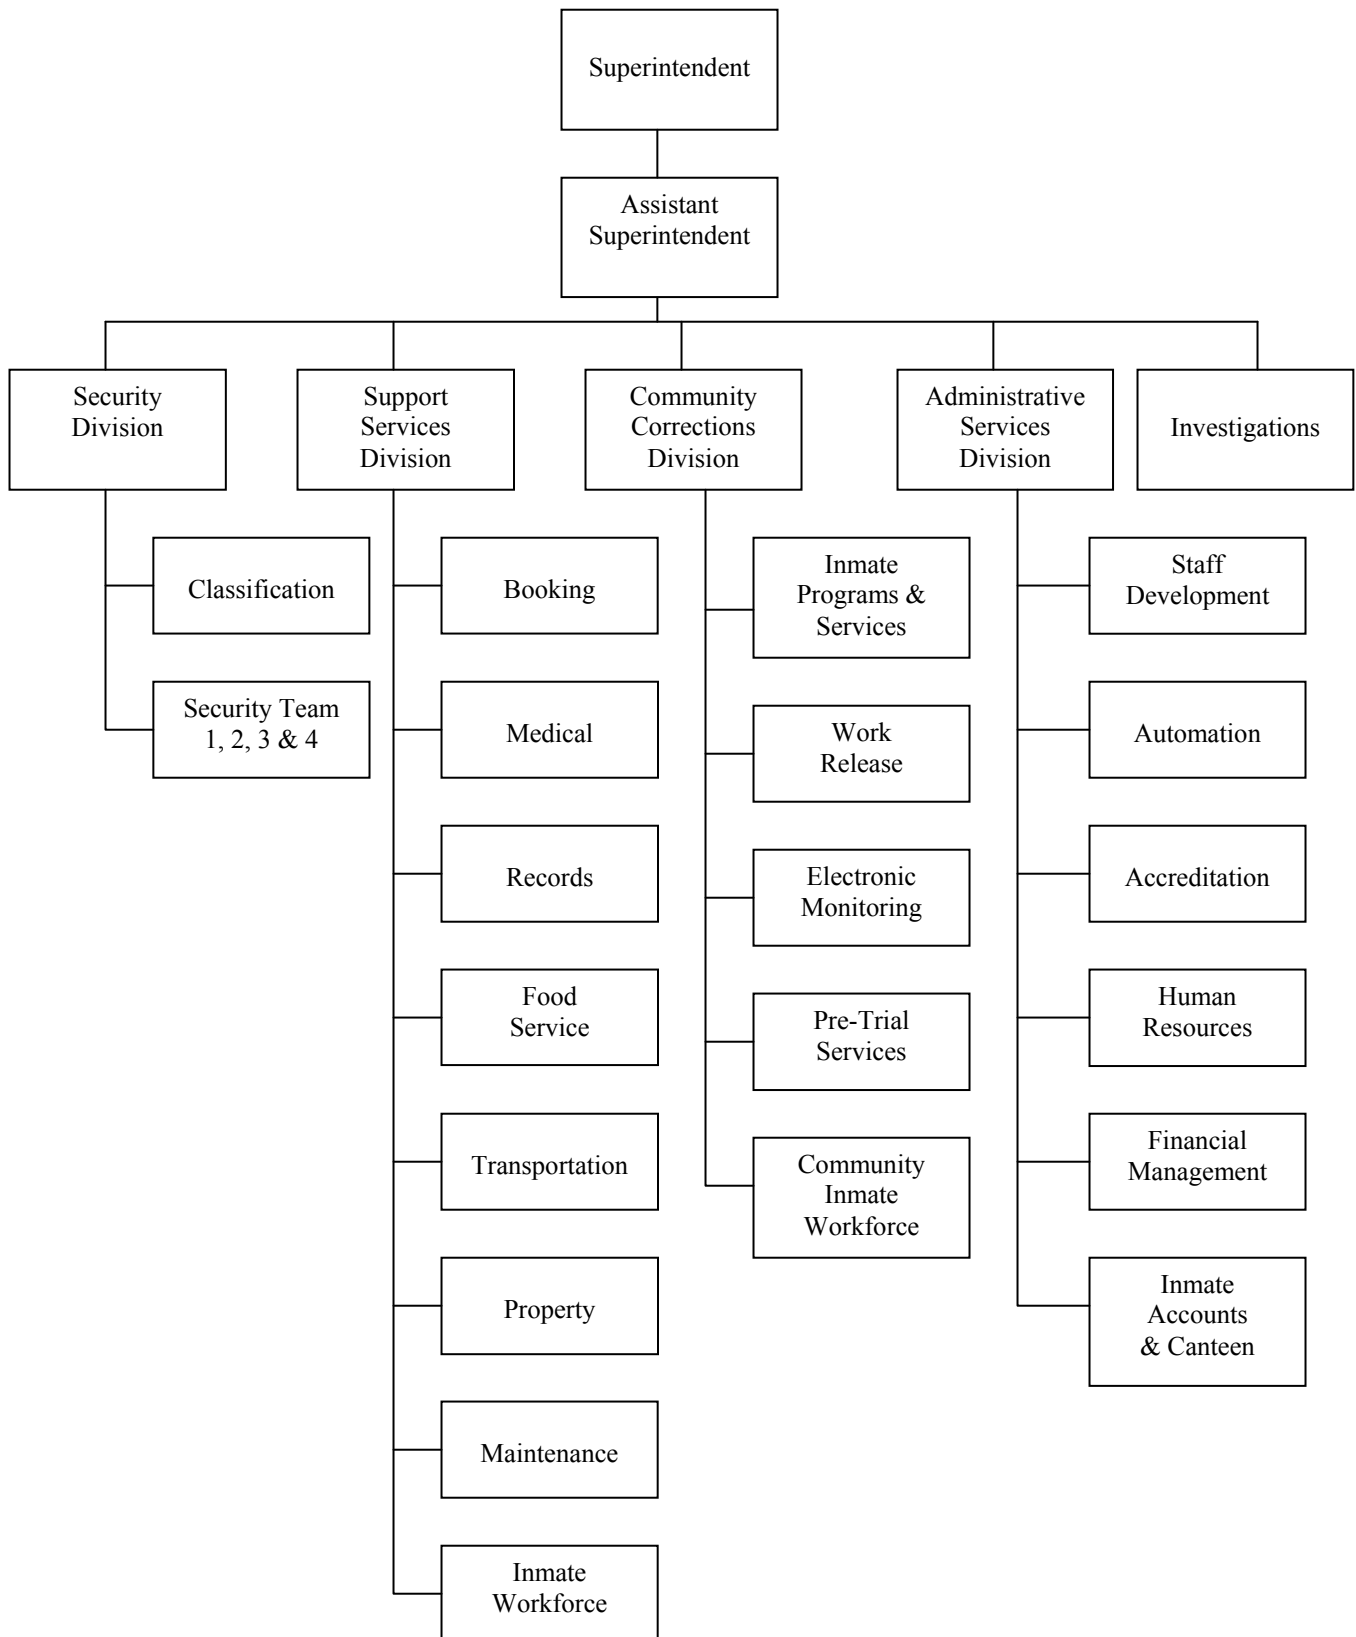 Superintendent
Assistant
Superintendent
Security
Division
Support
Services
Division
Community
Corrections
Division
Administrative
Services
Division
Investigations
Classification
Security Team
1, 2, 3 & 4
Booking
Medical
Records
Food
Service
Transportation
Property
Maintenance
Inmate
Workforce
Inmate
Programs &
Services
Work
Release
Electronic
Monitoring
Pre-Trial
Services
Community
Inmate
Workforce
Staff
Development
Automation
Accreditation
Human
Resources
Financial
Management
Inmate
Accounts
& Canteen